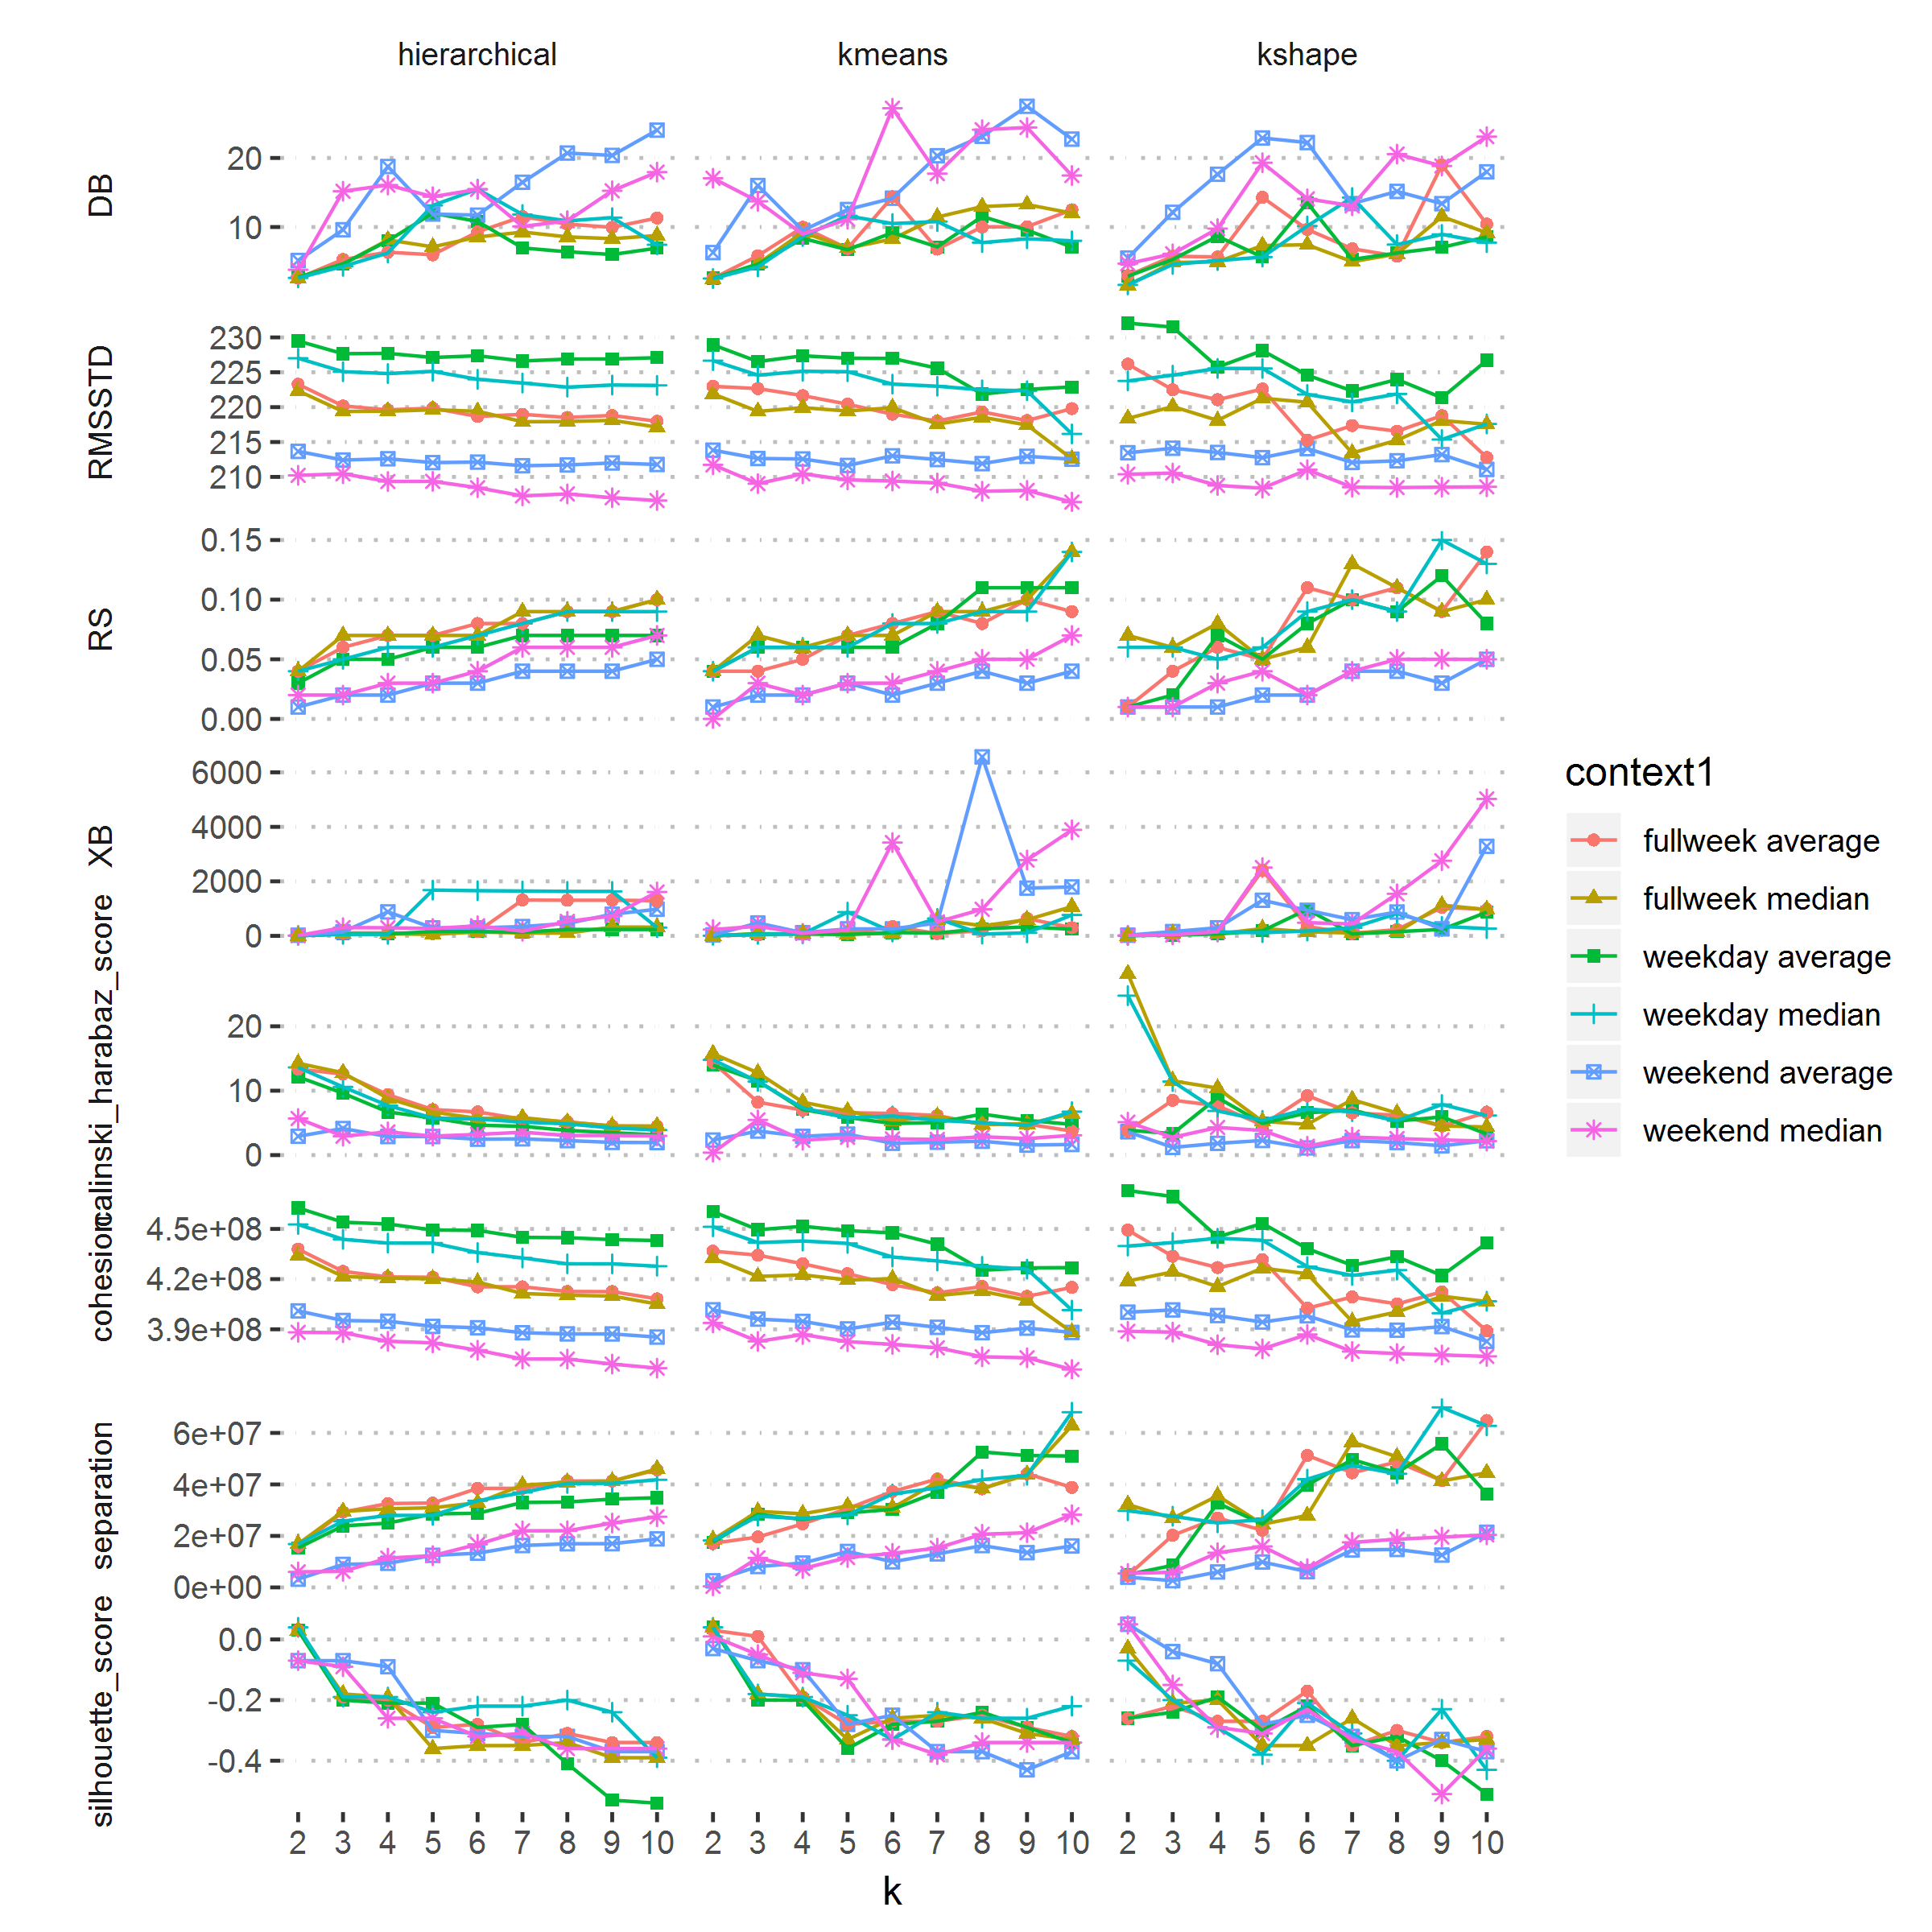 hierarchical kmeans kshape
DB
20
10
RMSSTD
230
225
220
215
210
RS
0.15
0.10
0.05
0.00
XB
6000
4000
2000
0
calinski_harabaz_score
20
10
0
cohesion
4.5e+08
4.2e+08
3.9e+08
separation
6e+07
4e+07
2e+07
0e+00
silhouette_score
0.0
-0.2
-0.4
2 3 4 5 6 7 8 9 10 2 3 4 5 6 7 8 9 10 2 3 4 5 6 7 8 9 10
k
context1
fullweek average
fullweek median
weekday average
weekday median
weekend average
weekend median